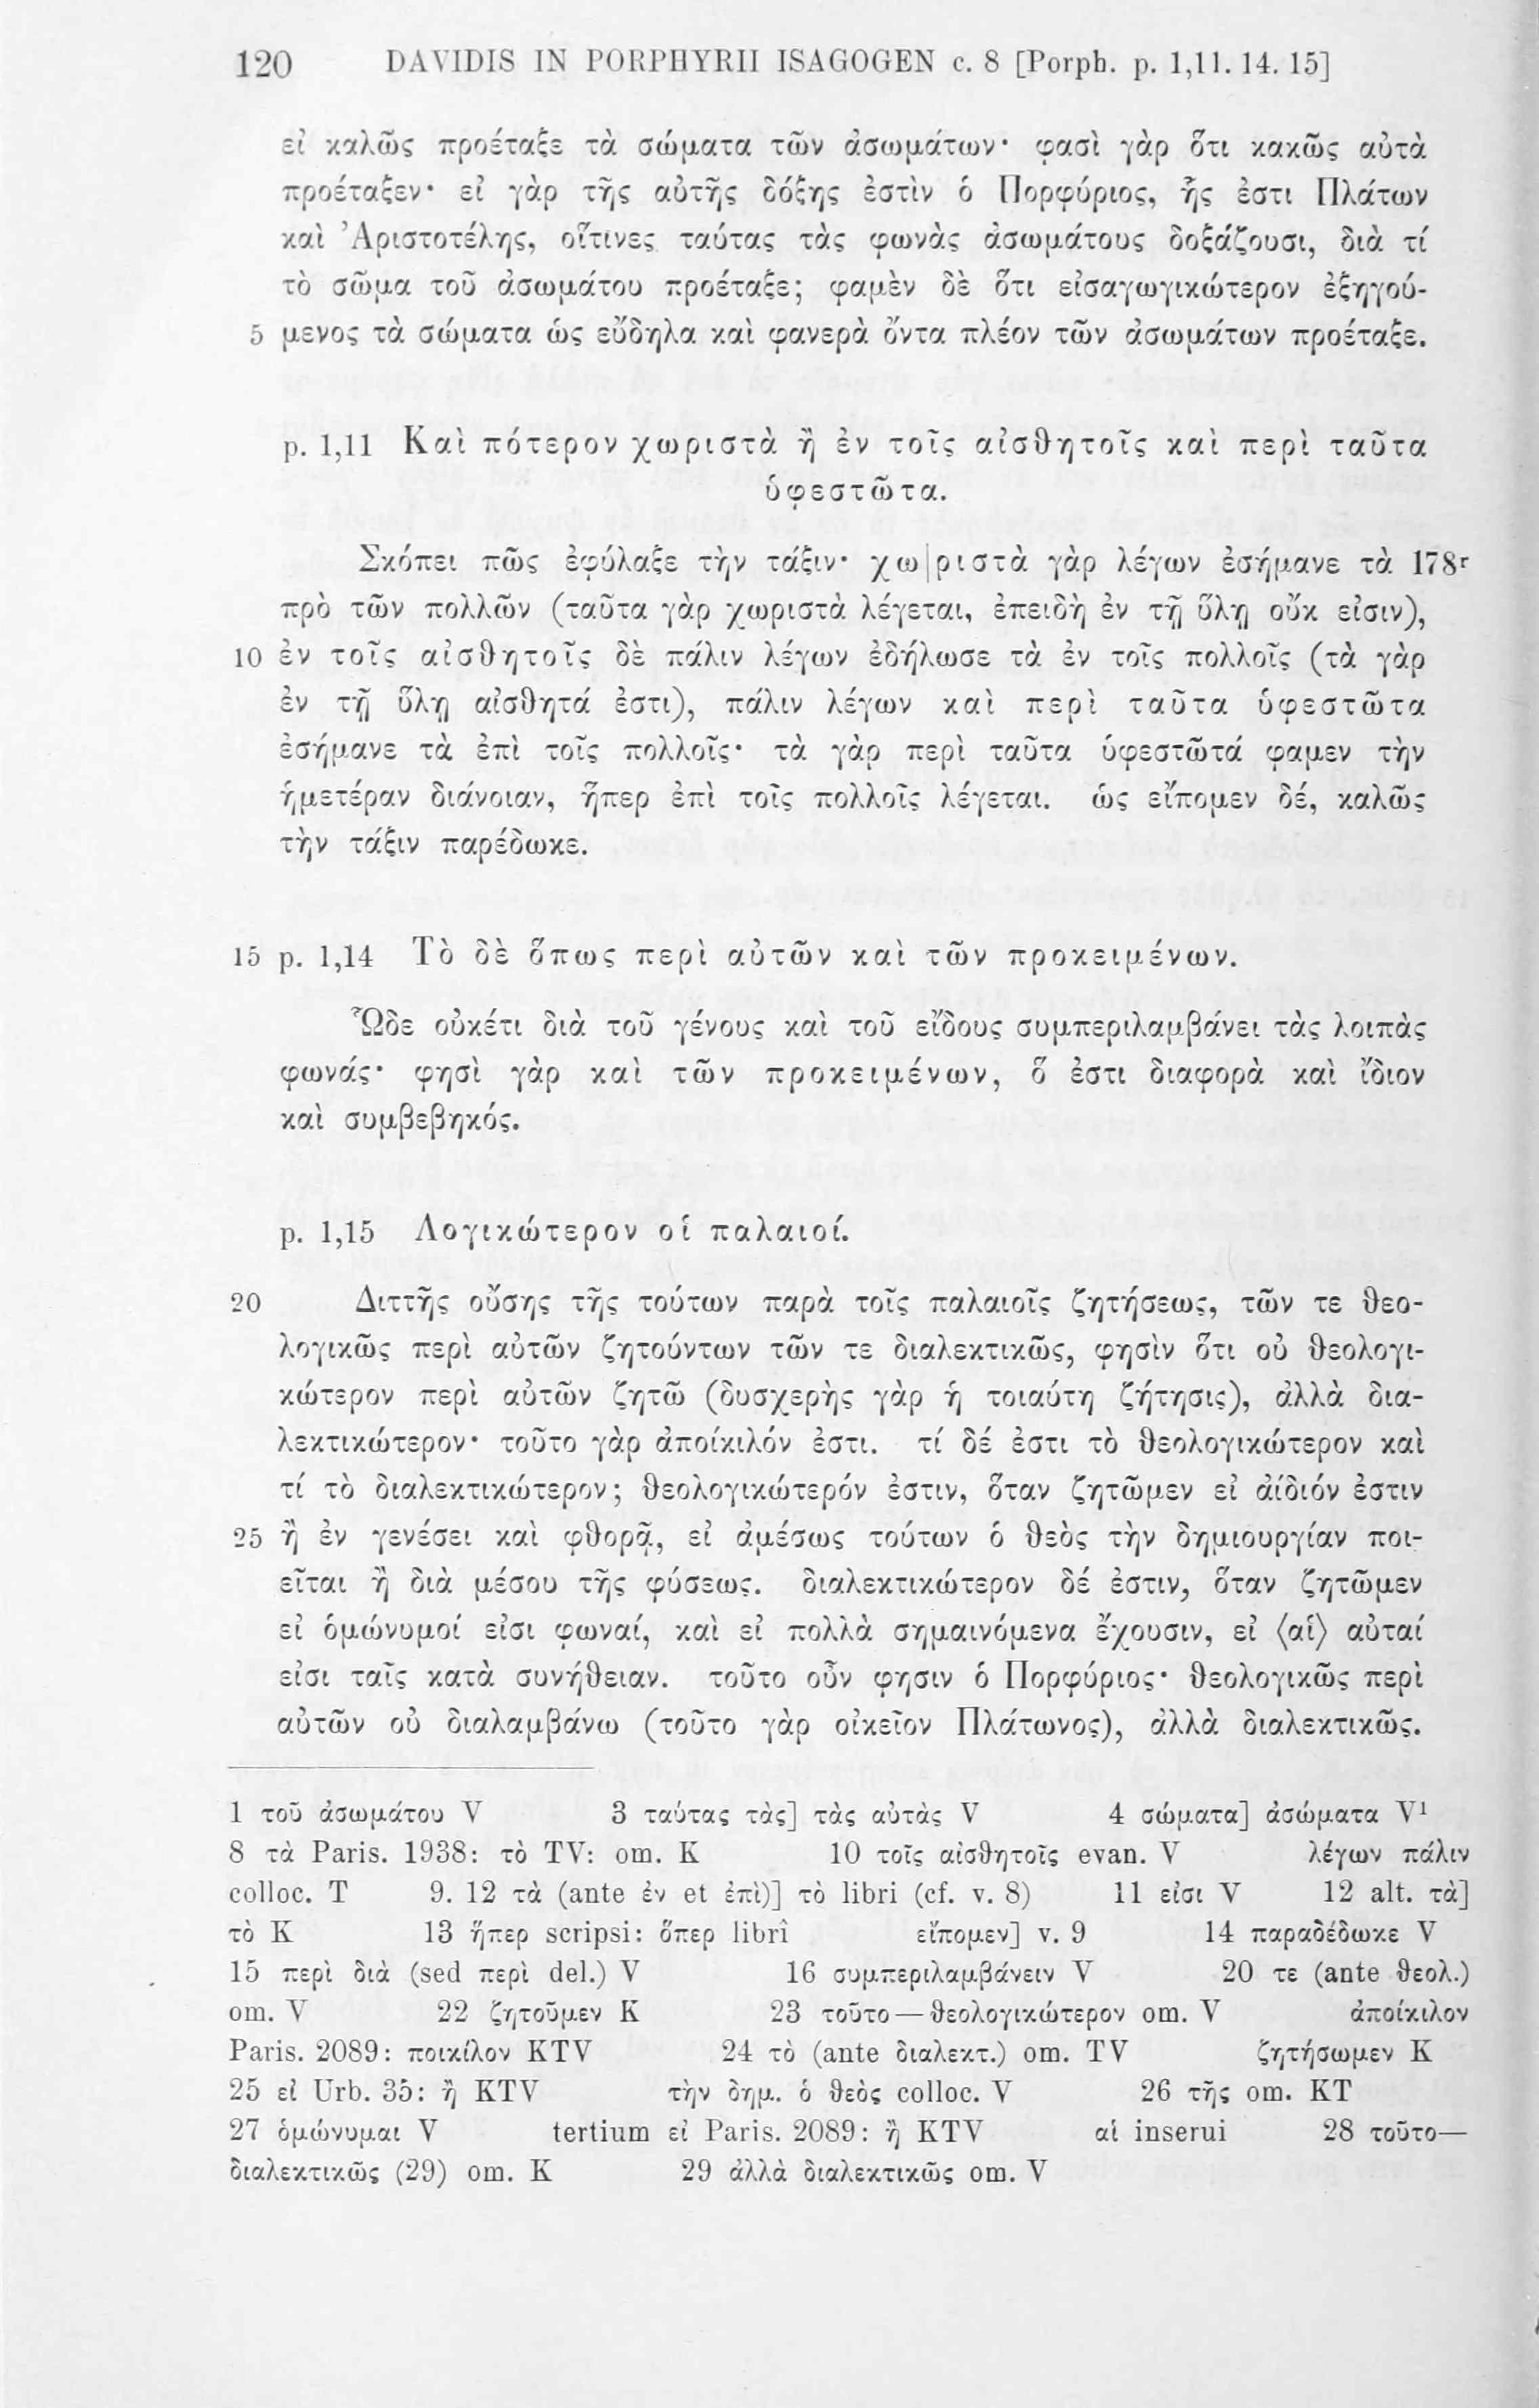 120 DAVIDIS IN PORPHYRII ISAGOGEN c. 8 [Porph. p. 1,11. 14. 15]
εἰ καλῶς προέταξε τὰ σώματα τῶν ἀσωμάτων· φασὶ γὰρ ὅτι κακῶς αὐτὰ
προέταξεν· εἰ γὰρ τῆς αὐτῆς δόξης ἐστὶν ὁ Πορφύριος, ἧς ἐστι Πλάτων
καὶ Ἀριστοτέλης, οἵτινες ταύτας τὰς φωνὰς ἀσωμάτους δοξάζουσι, διὰ τί
τὸ σῶμα τοῦ ἀσωμάτου προέταξε; φαμὲν δὲ ὅτι εἰσαγωγικώτερον ἐξηγού-
5 μενος τὰ σώματα ὡς εὔδηλα καὶ φανερὰ ὄντα πλέον τῶν ἀσωμάτων προέταξε.
p. 1,11 Καὶ πότερον χωριστὰ ἢ ἐν τοῖς αἰσθητοῖς καὶ περὶ ταῦτα
ὑφεστῶτα.
Σκόπει πῶς ἐφύλαξε τὴν τάξιν· χω|ριστὰ γὰρ λέγων ἐσήμανε τὰ 178r
πρὸ τῶν πολλῶν (ταῦτα γὰρ χωριστὰ λέγεται, ἐπειδὴ ἐν τῇ ὕλῃ οὔκ εἰσιν),
10 ἐν τοῖς αἰσθητοῖς δὲ πάλιν λέγων ἐδήλωσε τὰ ἐν τοῖς πολλοῖς (τὰ γὰρ
ἐν τῇ ὕλῃ αἰσθητά ἐστι), πάλιν λέγων καὶ περὶ ταῦτα ὑφεστῶτα
ἐσήμανε τὰ ἐπὶ τοῖς πολλοῖς· τὰ γὰρ περὶ ταῦτα ὑφεστῶτά φαμεν τὴν
ἡμετέραν διάνοιαν, ἥπερ ἐπὶ τοῖς πολλοῖς λέγεται. ὡς εἴπομεν δέ, καλῶς
τὴν τάξιν παρέδωκε.
15 p. 1,14 Τὸ δὲ ὅπως περὶ αὐτῶν καὶ τῶν προκειμένων.
Ὧδε οὐκέτι διὰ τοῦ γένους καὶ τοῦ εἴδους συμπεριλαμβάνει τὰς λοιπὰς
φωνάς· φησὶ γὰρ καὶ τῶν προκειμένων, ὅ ἐστι διαφορὰ καὶ ἴδιον
καὶ συμβεβηκός.
p. 1,15 Λογικώτερον οἱ παλαιοί.
20 Διττῆς οὔσης τῆς τούτων παρὰ τοῖς παλαιοῖς ζητήσεως, τῶν τε θεο-
λογικῶς περὶ αὐτῶν ζητούντων τῶν τε διαλεκτικῶς, φησὶν ὅτι οὐ θεολογι-
κώτερον περὶ αὐτῶν ζητῶ (δυσχερὴς γὰρ ἡ τοιαύτη ζήτησις), ἀλλὰ δια-
λεκτικώτερον· τοῦτο γὰρ ἀποίκιλόν ἐστι. τί δέ ἐστι τὸ θεολογικώτερον καὶ
τί τὸ διαλεκτικώτερον; θεολογικώτερόν ἐστιν, ὅταν ζητῶμεν εἰ ἀίδιόν ἐστιν
25 ἢ ἐν γενέσει καὶ φθορᾷ, εἰ ἀμέσως τούτων ὁ θεὸς τὴν δημιουργίαν ποι-
εῖται ἢ διὰ μέσου τῆς φύσεως. διαλεκτικώτερον δέ ἐστιν, ὅταν ζητῶμεν
εἰ ὁμώνυμοί εἰσι φωναί, καὶ εἰ πολλὰ σημαινόμενα ἔχουσιν, εἰ ⟨αἱ⟩ αὐταί
εἰσι ταῖς κατὰ συνήθειαν. τοῦτο οὖν φησιν ὁ Πορφύριος· θεολογικῶς περὶ
αὐτῶν οὐ διαλαμβάνω (τοῦτο γὰρ οἰκεῖον Πλάτωνος), ἀλλὰ διαλεκτικῶς.
1 τοῦ ἀσωμάτου V 3 ταύτας τὰς] τὰς αὐτὰς V 4 σώματα] ἀσώματα V¹
8 τὰ Paris. 1938: τὸ TV: om. K 10 τοῖς αἰσθητοῖς evan. V λέγων πάλιν
colloc. T 9. 12 τὰ (ante ἐν et ἐπὶ)] τὸ libri (cf. v. 8) 11 εἰσι V 12 alt. τὰ]
τὸ K 13 ἥπερ scripsi: ὅπερ libri εἴπομεν] v. 9 14 παραδέδωκε V
15 περὶ διὰ (sed περὶ del.) V 16 συμπεριλαμβάνειν V 20 τε (ante θεολ.)
om. V 22 ζητοῦμεν K 23 τοῦτο—θεολογικώτερον om. V ἀποίκιλον
Paris. 2089: ποικίλον KTV 24 τὸ (ante διαλεκτ.) om. TV ζητήσωμεν K
25 εἰ Urb. 35: ἢ KTV τὴν δημ. ὁ θεὸς colloc. V 26 τῆς om. KT
27 ὁμώνυμαι V tertium εἰ Paris. 2089: ἢ KTV αἱ inserui 28 τοῦτο—
διαλεκτικῶς (29) om. K 29 ἀλλὰ διαλεκτικῶς om. V